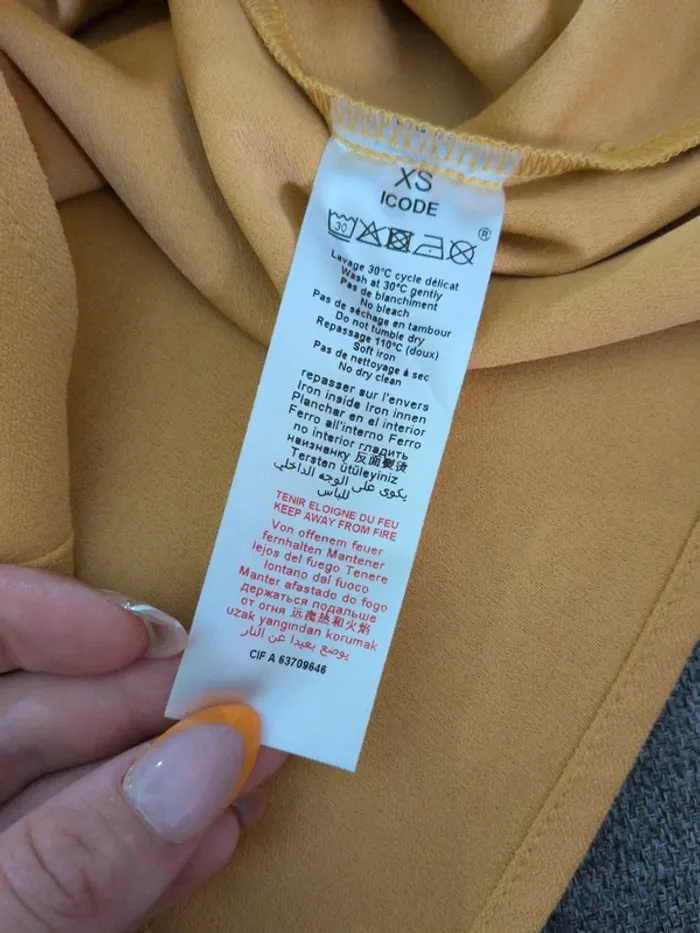 XS
ICODE
30
®
Lavage 30°C cycle délicat
Wash at 30°C gently
Pas de blanchiment
No bleach
Pas de séchage en tambour
Do not tumble dry
Repassage 110°C (doux)
Soft iron
Pas de nettoyage à sec
No dry clean
repasser sur l'envers
Iron inside Iron innen
Planchar en el interior
Ferro all'interno Ferro
no interior гладить
наизнанку 反面熨烫
Tersten ütüleyiniz
يكوى على الوجه الداخلي
للباس
TENIR ELOIGNE DU FEU
KEEP AWAY FROM FIRE
Von offenem feuer
fernhalten Mantener
lejos del fuego Tenere
lontano dal fuoco
Manter afastado do fogo
держаться подальше
от огня 远离热和火焰
uzak yangından korumak
يوضع بعيدا عن النار
CIF A 63709646